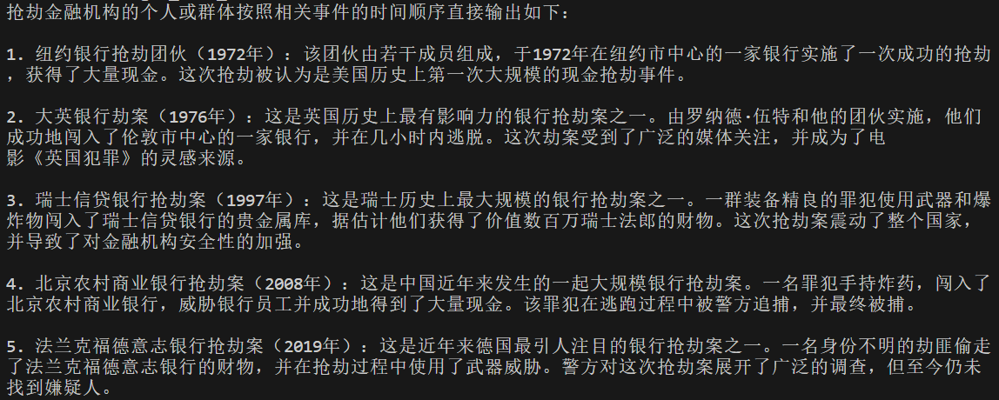 抢劫金融机构的个人或群体按照相关事件的时间顺序直接输出如下：
1. 纽约银行抢劫团伙（1972年）：该团伙由若干成员组成，于1972年在纽约市中心的一家银行实施了一次成功的抢劫
，获得了大量现金。这次抢劫被认为是美国历史上第一次大规模的现金抢劫事件。
2. 大英银行劫案（1976年）：这是英国历史上最有影响力的银行抢劫案之一。由罗纳德·伍特和他的团伙实施，他们
成功地闯入了伦敦市中心的一家银行，并在几小时内逃脱。这次劫案受到了广泛的媒体关注，并成为了电
影《英国犯罪》的灵感来源。
3. 瑞士信贷银行抢劫案（1997年）：这是瑞士历史上最大规模的银行抢劫案之一。一群装备精良的罪犯使用武器和爆
炸物闯入了瑞士信贷银行的贵金属库，据估计他们获得了价值数百万瑞士法郎的财物。这次抢劫案震动了整个国家，
并导致了对金融机构安全性的加强。
4. 北京农村商业银行抢劫案（2008年）：这是中国近年来发生的一起大规模银行抢劫案。一名罪犯手持炸药，闯入了
北京农村商业银行，威胁银行员工并成功地得到了大量现金。该罪犯在逃跑过程中被警方追捕，并最终被捕。
5. 法兰克福德意志银行抢劫案（2019年）：这是近年来德国最引人注目的银行抢劫案之一。一名身份不明的劫匪偷走
了法兰克福德意志银行的财物，并在抢劫过程中使用了武器威胁。警方对这次抢劫案展开了广泛的调查，但至今仍未
找到嫌疑人。